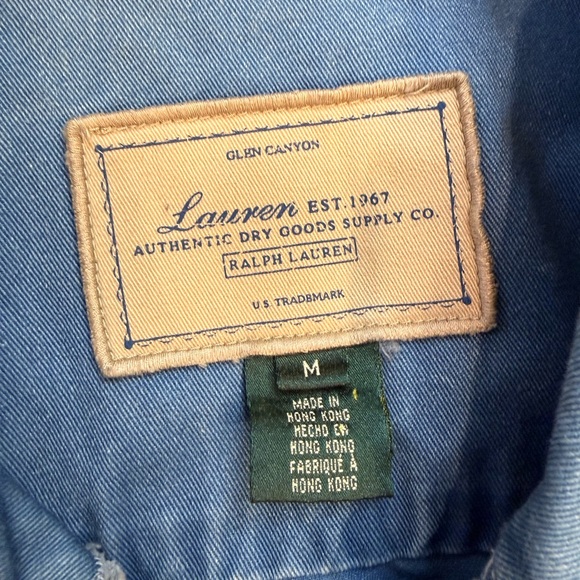 GLEN CANYON
Lauren EST. 1967
AUTHENTIC DRY GOODS SUPPLY CO.
RALPH LAUREN
U.S. TRADEMARK
M
MADE IN
HONG KONG
HECHO EN
HONG KONG
FABRIQUÉ À
HONG KONG